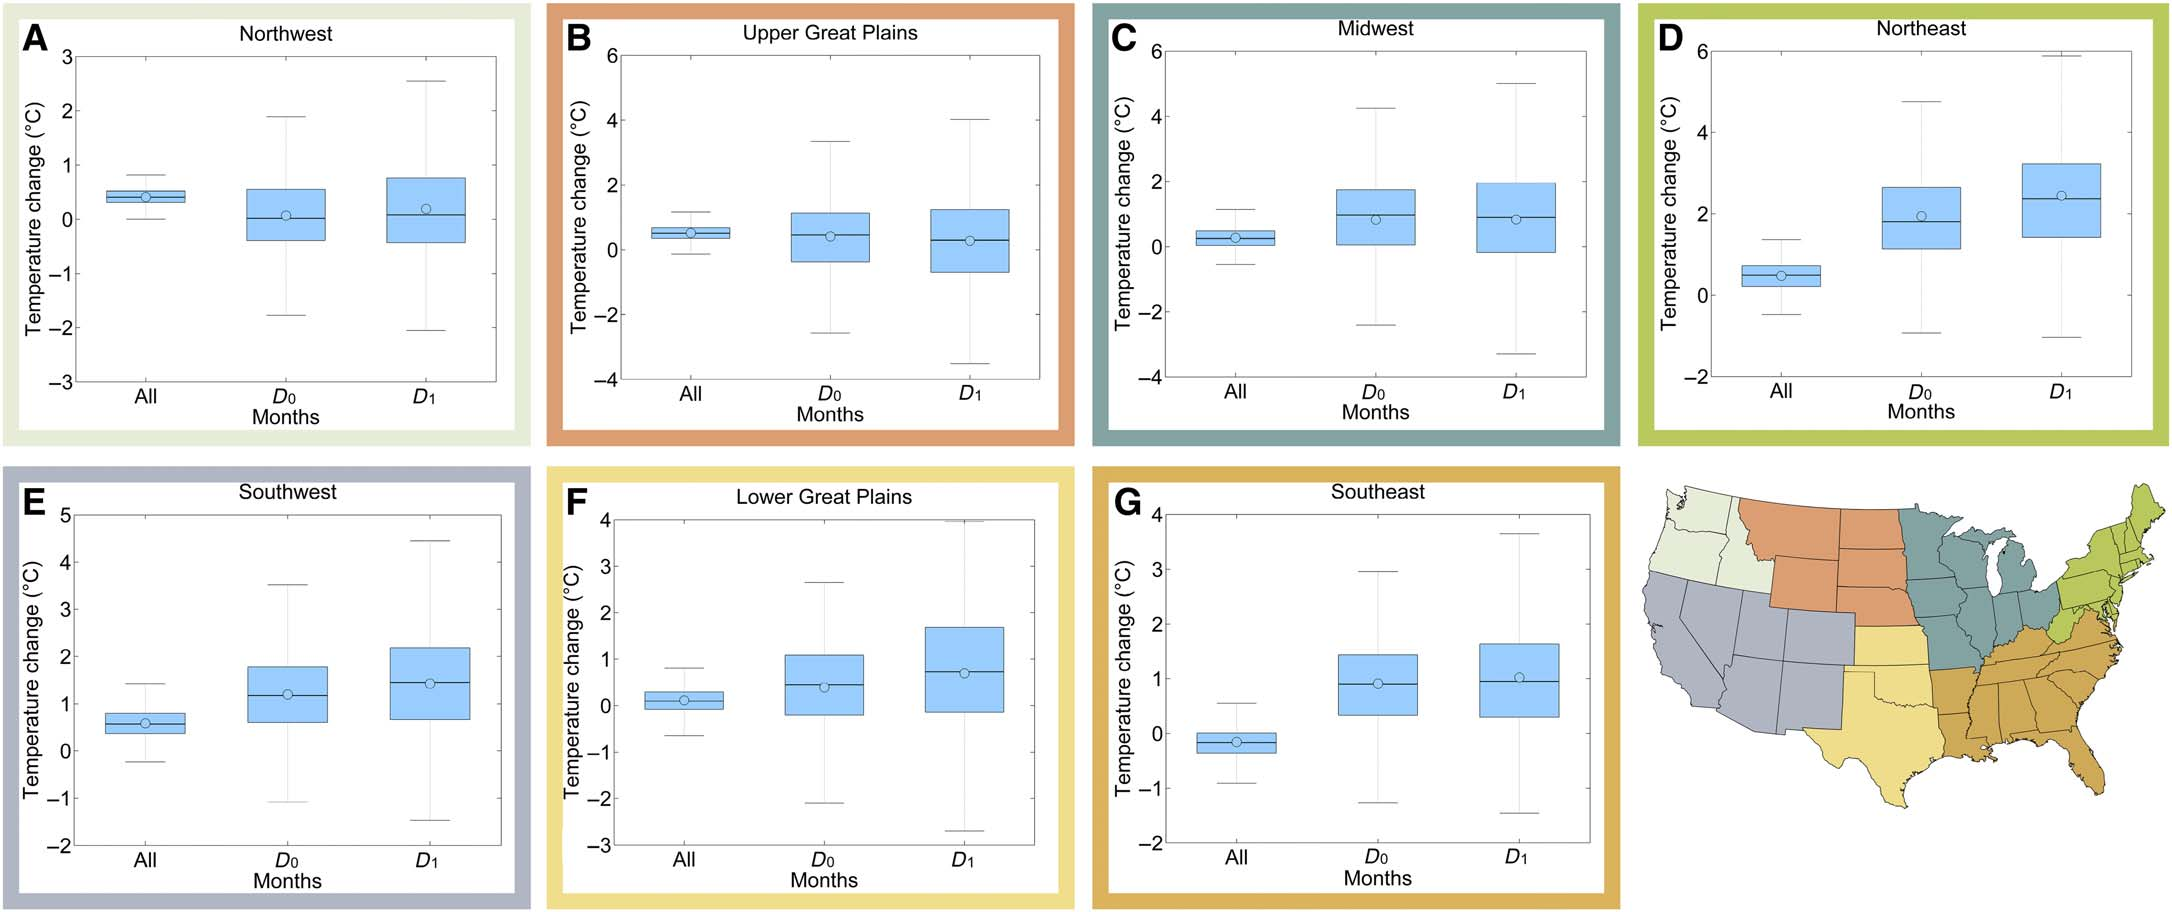 A
Northwest
Temperature change (°C)
3
2
1
0
–1
–2
–3
All
D0
D1
Months
B
Upper Great Plains
Temperature change (°C)
6
4
2
0
–2
–4
All
D0
D1
Months
C
Midwest
Temperature change (°C)
6
4
2
0
–2
–4
All
D0
D1
Months
D
Northeast
Temperature change (°C)
6
4
2
0
–2
All
D0
D1
Months
E
Southwest
Temperature change (°C)
5
4
3
2
1
0
–1
–2
All
D0
D1
Months
F
Lower Great Plains
Temperature change (°C)
4
3
2
1
0
–1
–2
–3
All
D0
D1
Months
G
Southeast
Temperature change (°C)
4
3
2
1
0
–1
–2
All
D0
D1
Months